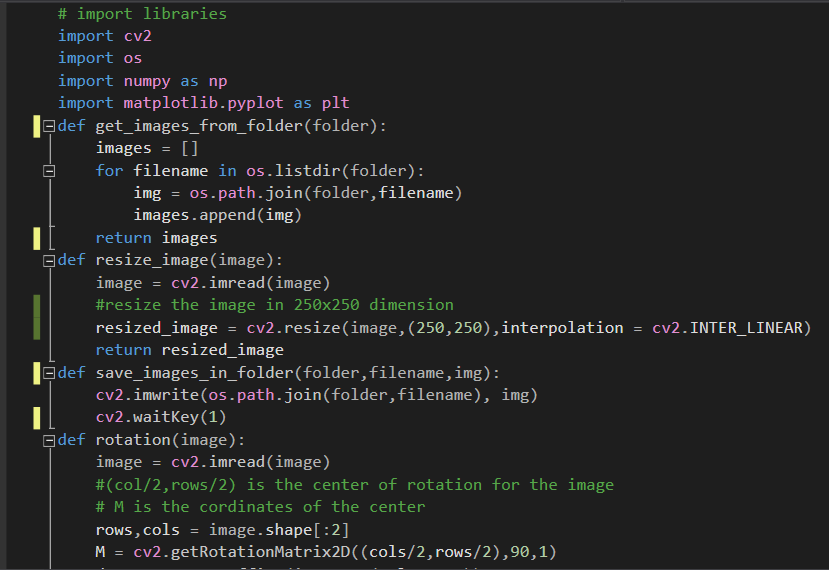 # import libraries
import cv2
import os
import numpy as np
import matplotlib.pyplot as plt
def get_images_from_folder(folder):
    images = []
    for filename in os.listdir(folder):
        img = os.path.join(folder,filename)
        images.append(img)
    return images
def resize_image(image):
    image = cv2.imread(image)
    #resize the image in 250x250 dimension
    resized_image = cv2.resize(image,(250,250),interpolation = cv2.INTER_LINEAR)
    return resized_image
def save_images_in_folder(folder,filename,img):
    cv2.imwrite(os.path.join(folder,filename), img)
    cv2.waitKey(1)
def rotation(image):
    image = cv2.imread(image)
    #(col/2,rows/2) is the center of rotation for the image
    # M is the cordinates of the center
    rows,cols = image.shape[:2]
    M = cv2.getRotationMatrix2D((cols/2,rows/2),90,1)